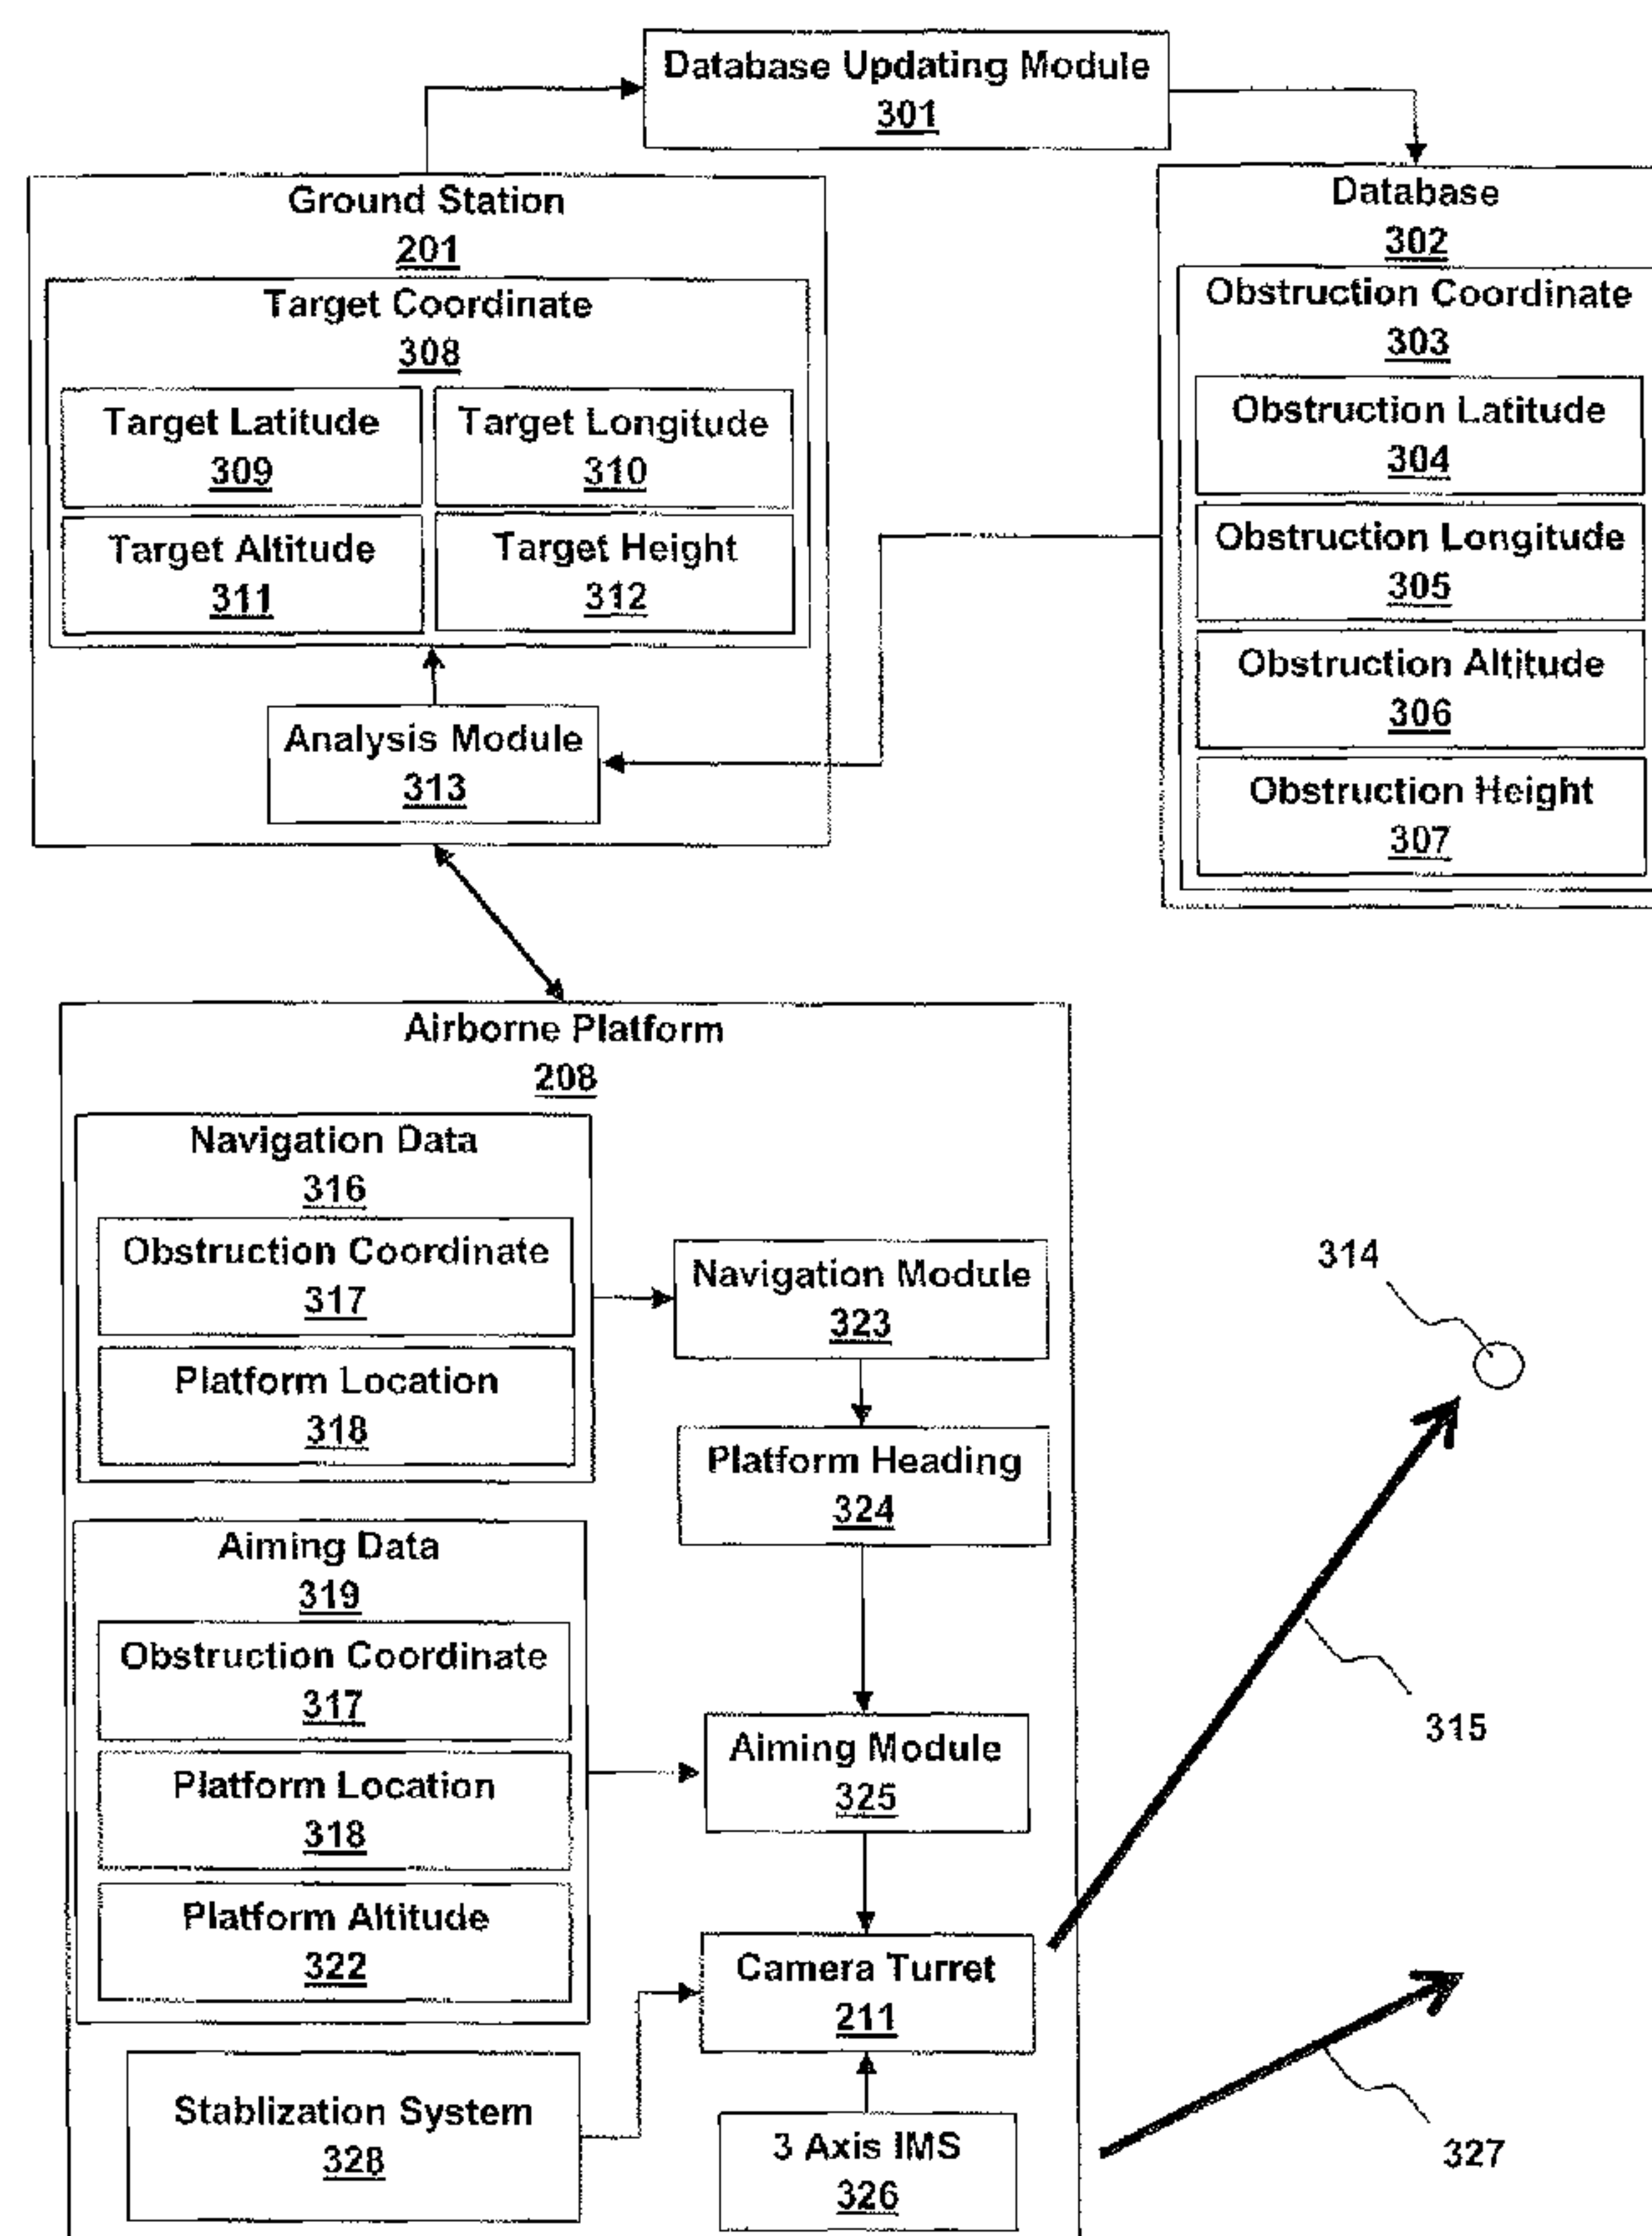 Database Updating Module
301
Ground Station
201
Target Coordinate
308
Target Latitude
309
Target Longitude
310
Target Altitude
311
Target Height
312
Analysis Module
313
Database
302
Obstruction Coordinate
303
Obstruction Latitude
304
Obstruction Longitude
305
Obstruction Altitude
306
Obstruction Height
307
Airborne Platform
208
Navigation Data
316
Obstruction Coordinate
317
Platform Location
318
Navigation Module
323
Platform Heading
324
Aiming Data
319
Obstruction Coordinate
317
Platform Location
318
Platform Altitude
322
Aiming Module
325
Camera Turret
211
Stablization System
328
3 Axis IMS
326
314
315
327